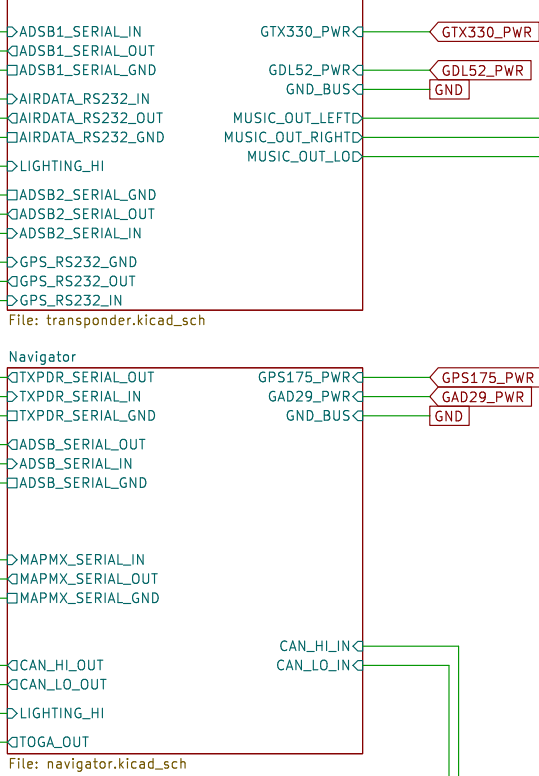 ADSB1_SERIAL_IN GTX330_PWR GTX330_PWR
ADSB1_SERIAL_OUT
ADSB1_SERIAL_GND GDL52_PWR GDL52_PWR
GND_BUS GND
AIRDATA_RS232_IN
AIRDATA_RS232_OUT MUSIC_OUT_LEFT
AIRDATA_RS232_GND MUSIC_OUT_RIGHT
MUSIC_OUT_LO
LIGHTING_HI
ADSB2_SERIAL_GND
ADSB2_SERIAL_OUT
ADSB2_SERIAL_IN
GPS_RS232_GND
GPS_RS232_OUT
GPS_RS232_IN
File: transponder.kicad_sch
Navigator
TXPDR_SERIAL_OUT GPS175_PWR GPS175_PWR
TXPDR_SERIAL_IN GAD29_PWR GAD29_PWR
TXPDR_SERIAL_GND GND_BUS GND
ADSB_SERIAL_OUT
ADSB_SERIAL_IN
ADSB_SERIAL_GND
MAPMX_SERIAL_IN
MAPMX_SERIAL_OUT
MAPMX_SERIAL_GND
CAN_HI_IN
CAN_HI_OUT CAN_LO_IN
CAN_LO_OUT
LIGHTING_HI
TOGA_OUT
File: navigator.kicad_sch